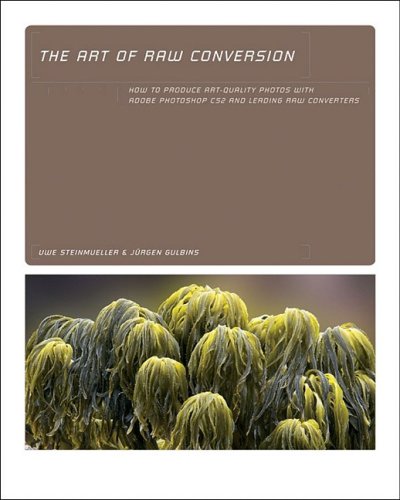 THE ART OF RAW CONVERSION
HOW TO PRODUCE ART-QUALITY PHOTOS WITH
ADOBE PHOTOSHOP CS2 AND LEADING RAW CONVERTERS
UWE STEINMUELLER & JÜRGEN GULBINS